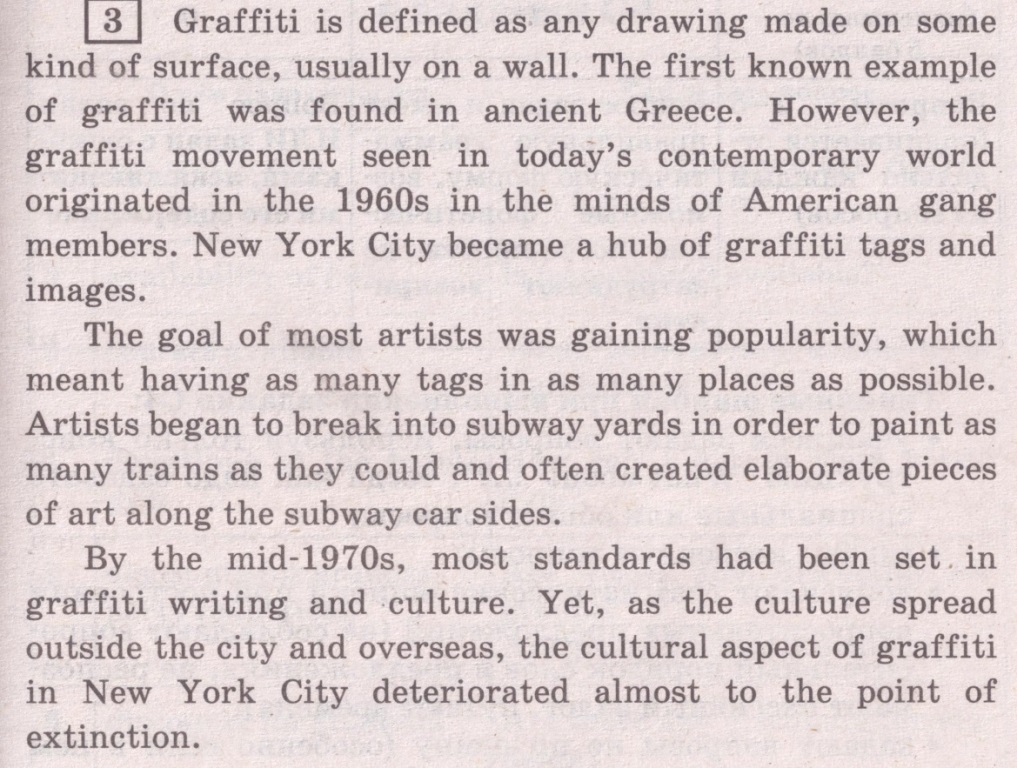 3 Graffiti is defined as any drawing made on some
kind of surface, usually on a wall. The first known example
of graffiti was found in ancient Greece. However, the
graffiti movement seen in today's contemporary world
originated in the 1960s in the minds of American gang
members. New York City became a hub of graffiti tags and
images.
The goal of most artists was gaining popularity, which
meant having as many tags in as many places as possible.
Artists began to break into subway yards in order to paint as
many trains as they could and often created elaborate pieces
of art along the subway car sides.
By the mid-1970s, most standards had been set in
graffiti writing and culture. Yet, as the culture spread
outside the city and overseas, the cultural aspect of graffiti
in New York City deteriorated almost to the point of
extinction.